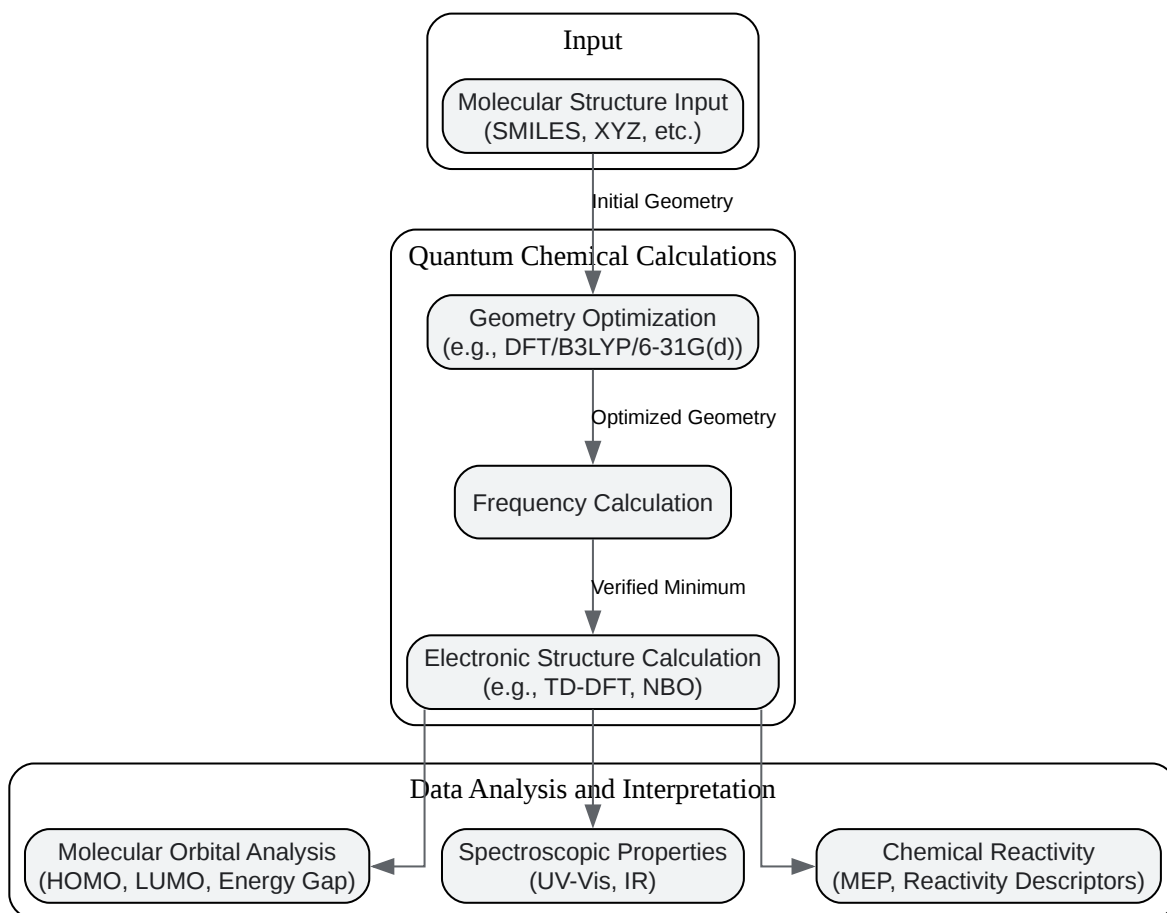 Input
Molecular Structure Input
(SMILES, XYZ, etc.)
Initial Geometry
Quantum Chemical Calculations
Geometry Optimization
(e.g., DFT/B3LYP/6-31G(d))
Optimized Geometry
Frequency Calculation
Verified Minimum
Electronic Structure Calculation
(e.g., TD-DFT, NBO)
Data Analysis and Interpretation
Molecular Orbital Analysis
(HOMO, LUMO, Energy Gap)
Spectroscopic Properties
(UV-Vis, IR)
Chemical Reactivity
(MEP, Reactivity Descriptors)